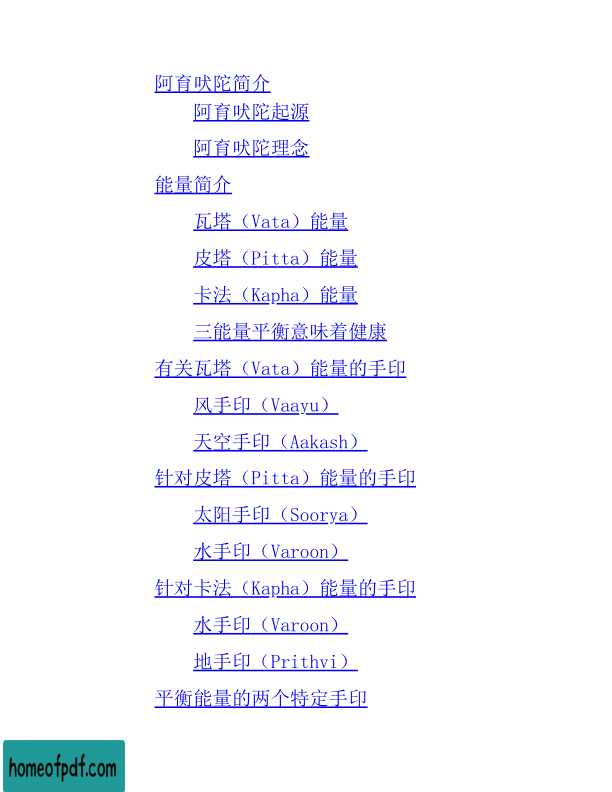 阿育吠陀简介
阿育吠陀起源
阿育吠陀理念
能量简介
瓦塔（Vata）能量
皮塔（Pitta）能量
卡法（Kapha）能量
三能量平衡意味着健康
有关瓦塔（Vata）能量的手印
风手印（Vaayu）
天空手印（Aakash）
针对皮塔（Pitta）能量的手印
太阳手印（Soorya）
水手印（Varoon）
针对卡法（Kapha）能量的手印
水手印（Varoon）
地手印（Prithvi）
平衡能量的两个特定手印
homeofpdf.com